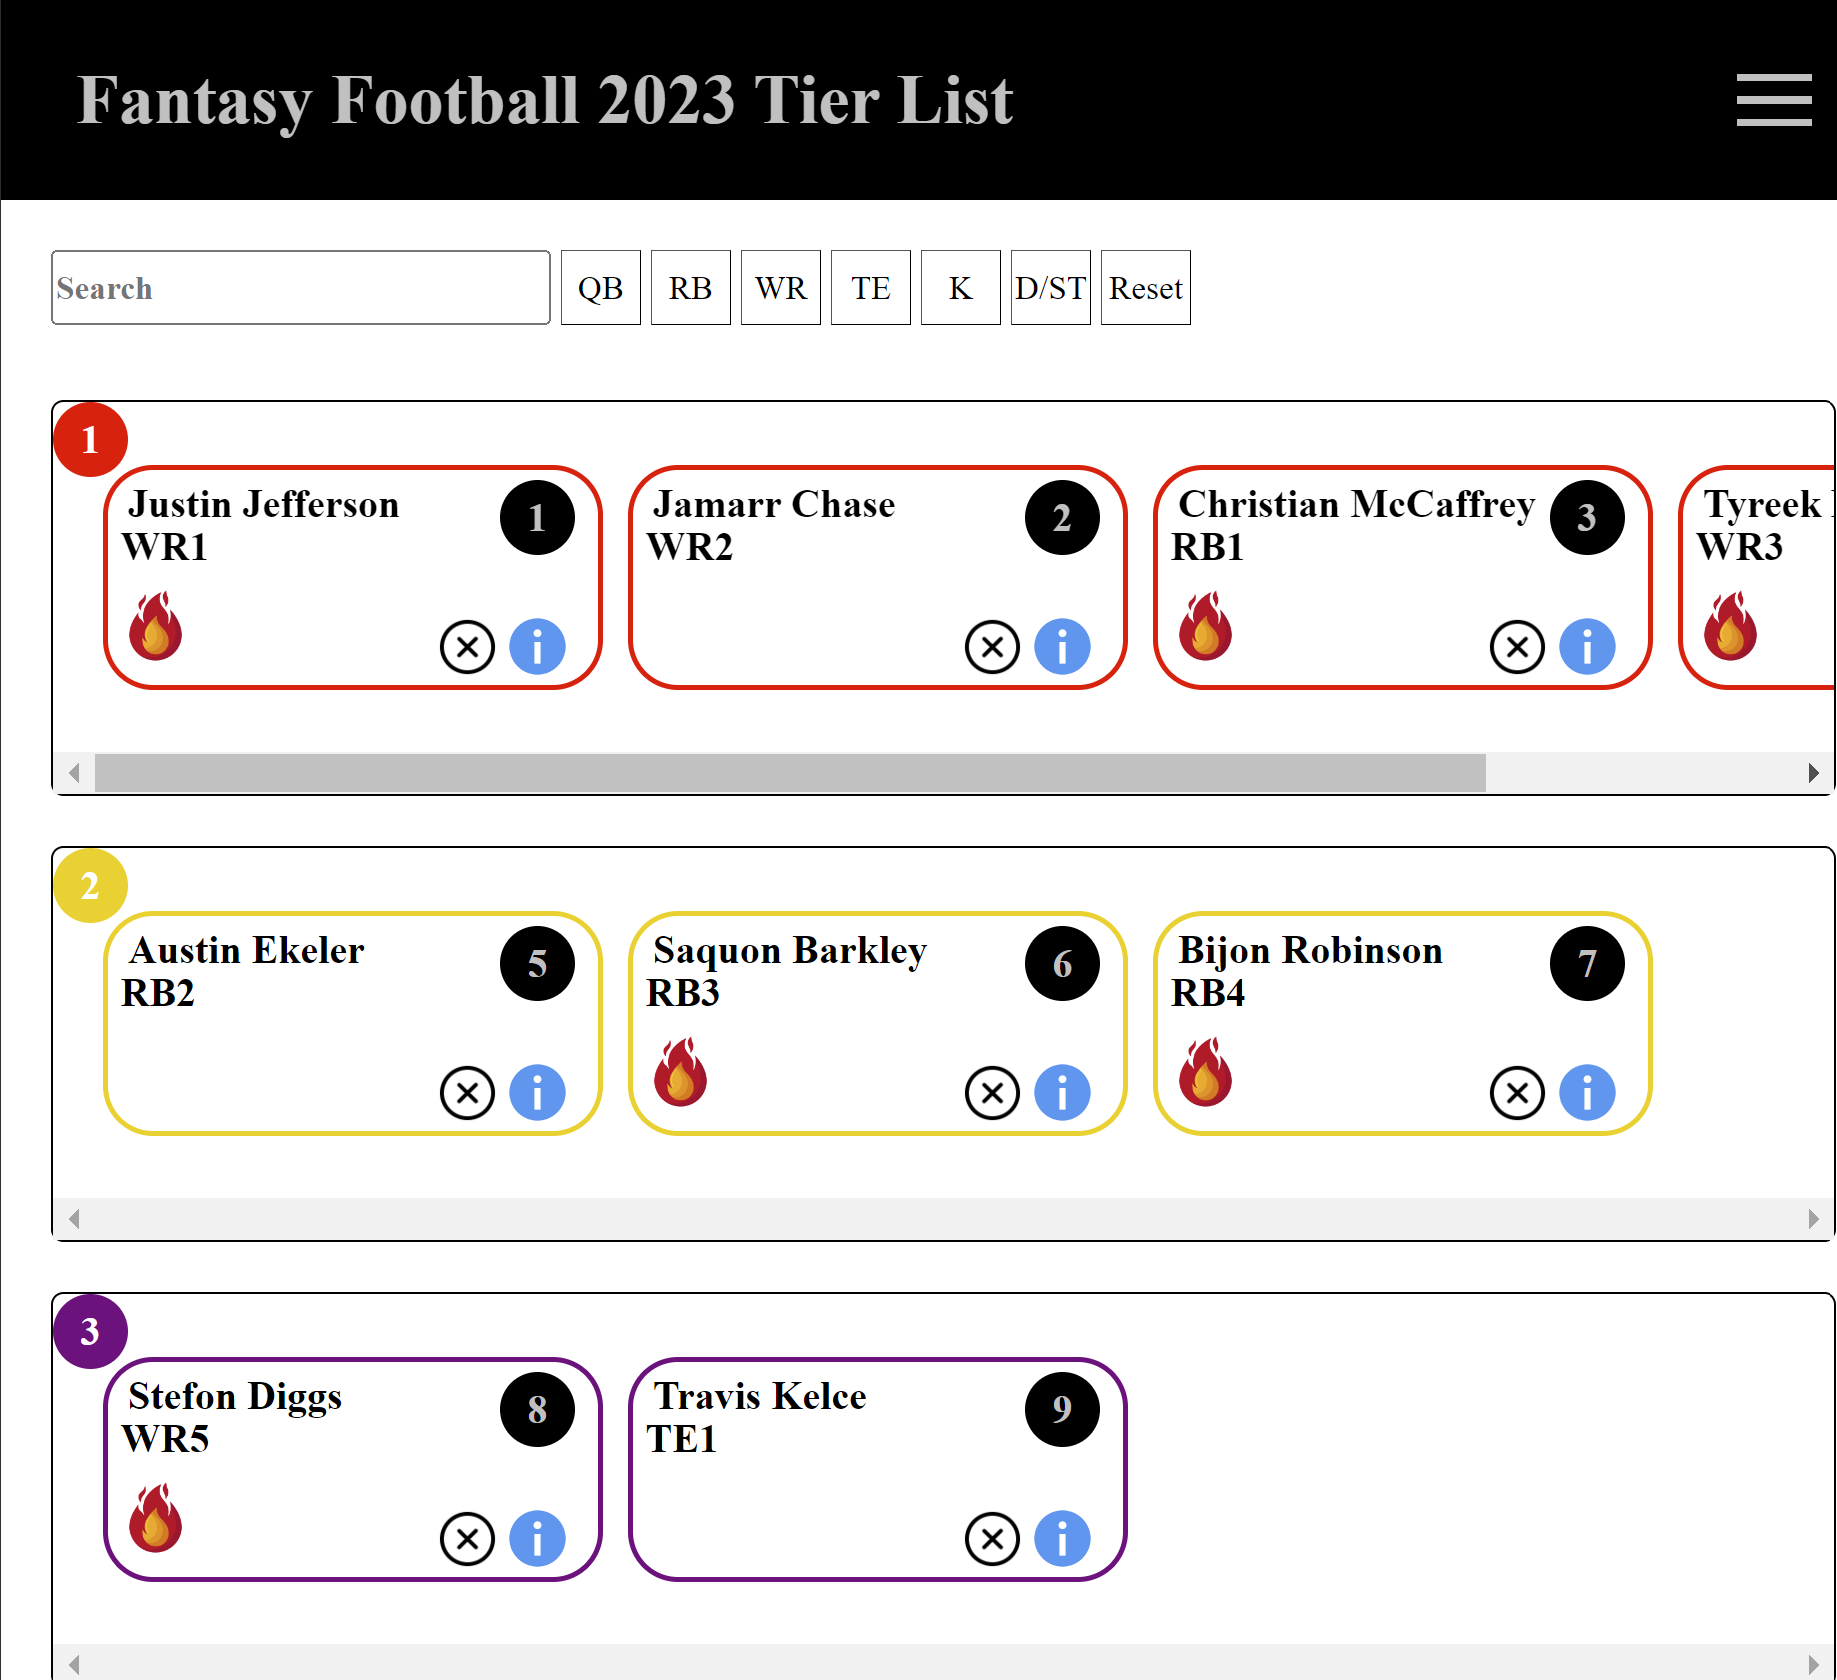 Fantasy Football 2023 Tier List
Search QB RB WR TE K D/ST Reset
1
Justin Jefferson 1
WR1
i
Jamarr Chase 2
WR2
i
Christian McCaffrey 3
RB1
i
Tyreek
WR3
2
Austin Ekeler 5
RB2
i
Saquon Barkley 6
RB3
i
Bijon Robinson 7
RB4
i
3
Stefon Diggs 8
WR5
i
Travis Kelce 9
TE1
i